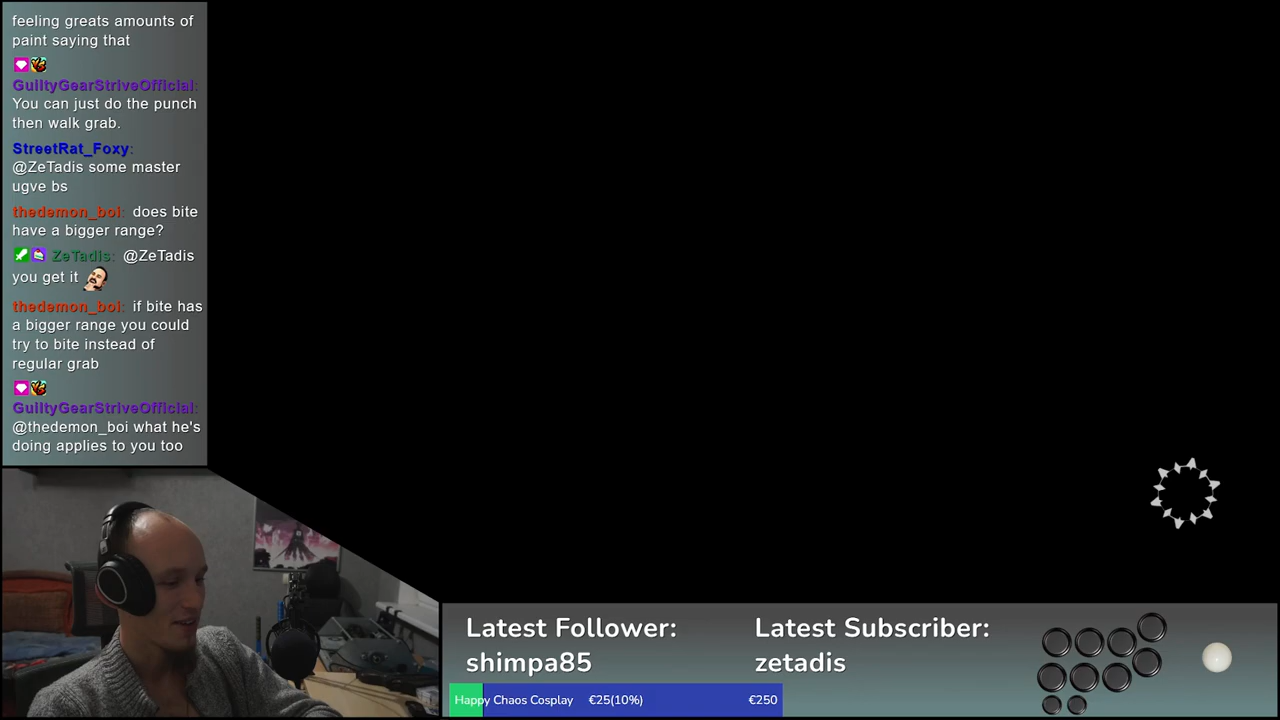 feeling greats amounts of
paint saying that
GuiltyGearStriveOfficial:
You can just do the punch
then walk grab.
StreetRat_Foxy:
@ZeTadis some master
ugve bs
thedemon_boi: does bite
have a bigger range?
ZeTadis: @ZeTadis
you get it
thedemon_boi: if bite has
a bigger range you could
try to bite instead of
regular grab
GuiltyGearStriveOfficial:
@thedemon_boi what he's
doing applies to you too
Latest Follower:
shimpa85
Latest Subscriber:
zetadis
Happy Chaos Cosplay €25(10%) €250